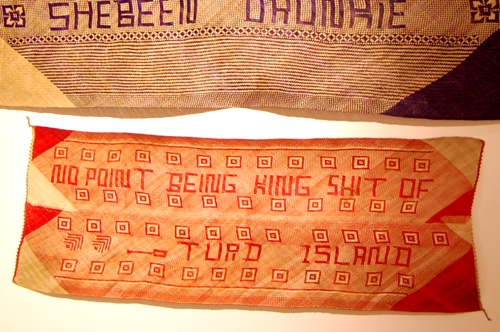 SHEBEEN DRUNKIE
NO POINT BEING KING SHIT OF
TURD ISLAND